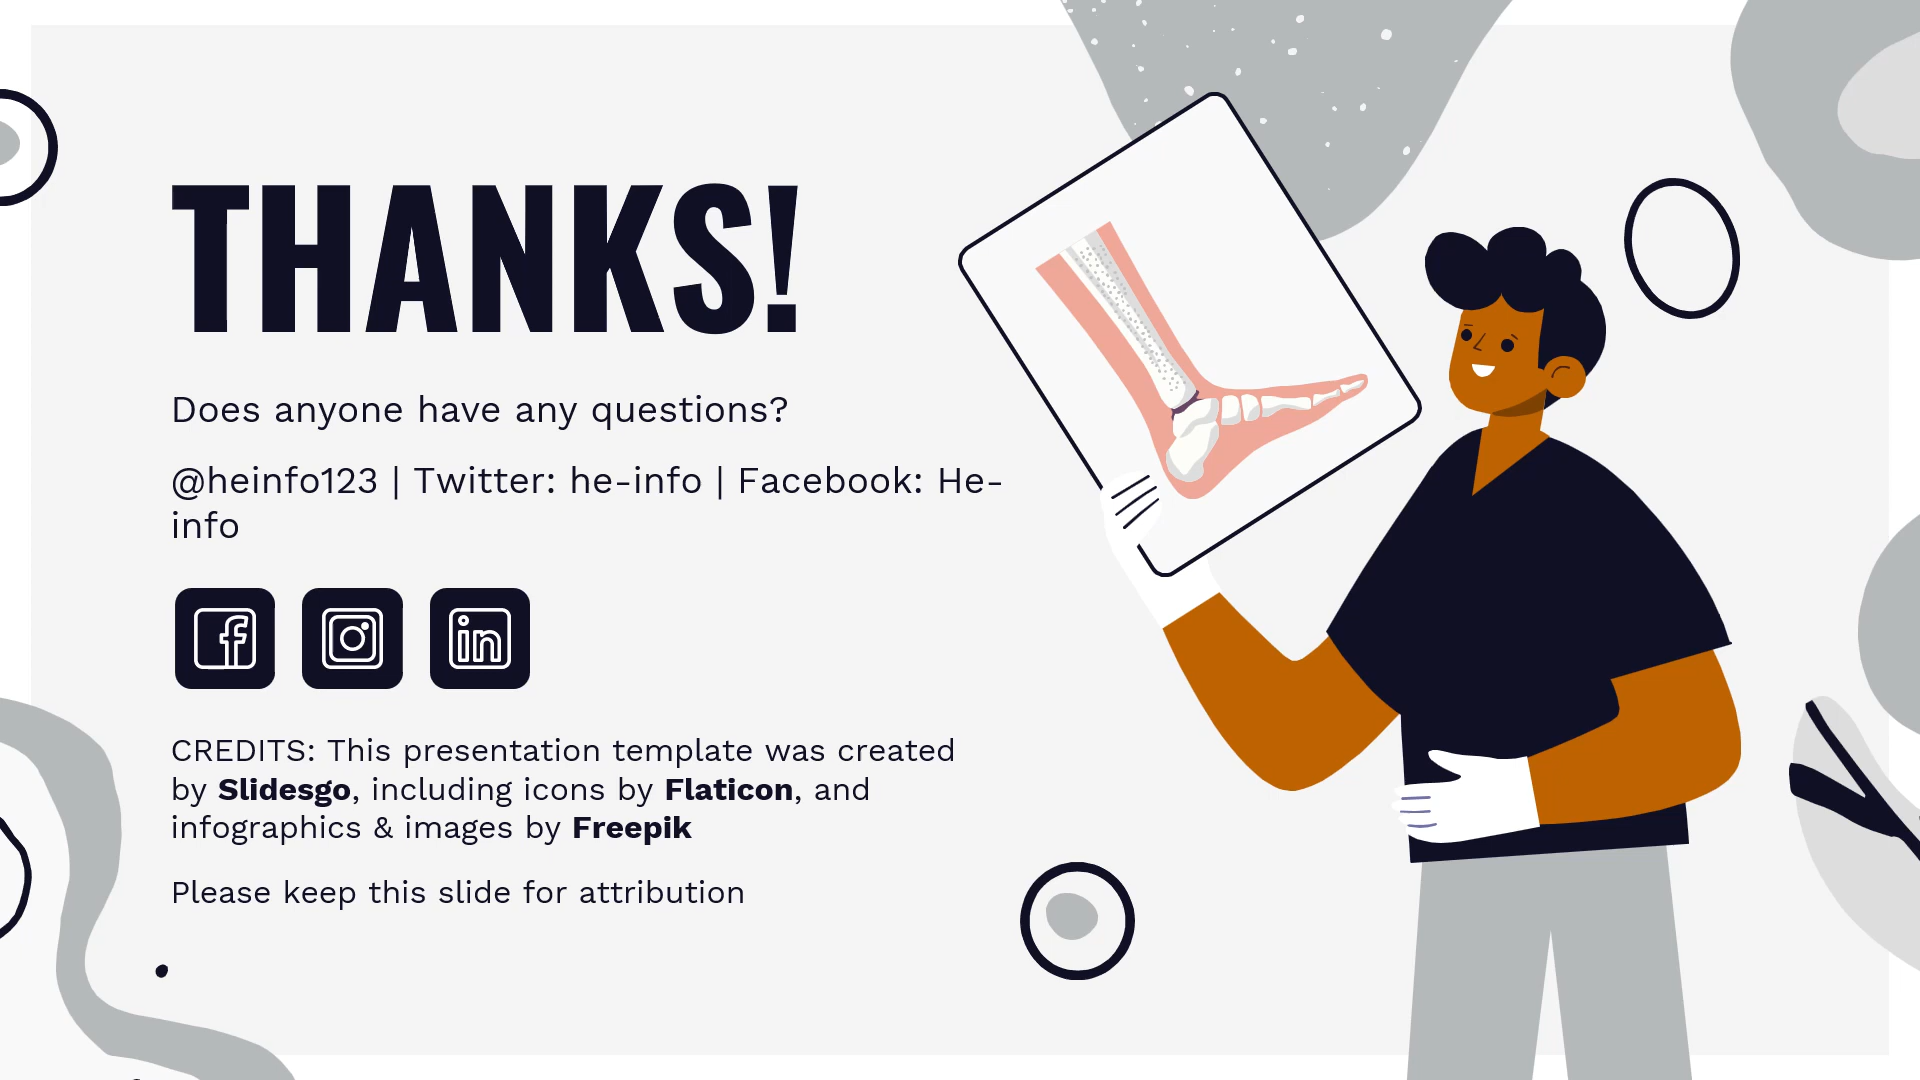 THANKS!
Does anyone have any questions?
@heinfo123 | Twitter: he-info | Facebook: He-
info
CREDITS: This presentation template was created
by Slidesgo, including icons by Flaticon, and
infographics & images by Freepik
Please keep this slide for attribution